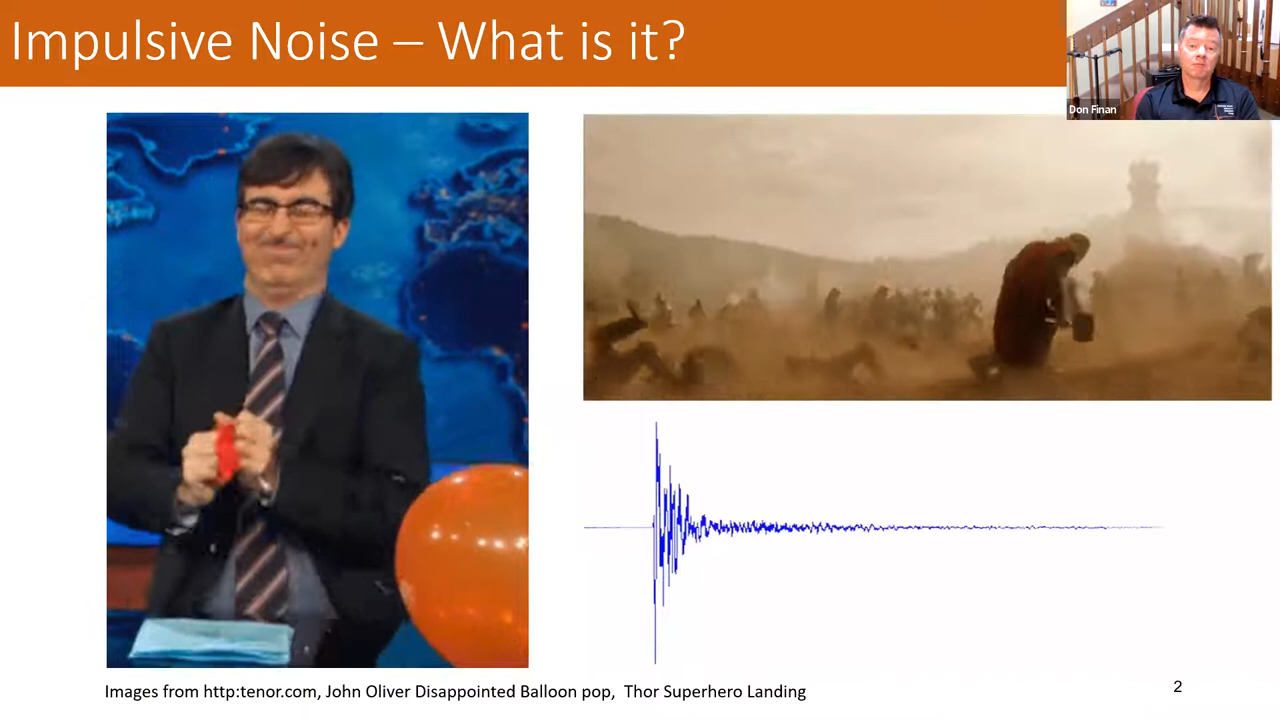 Impulsive Noise – What is it?
Don Finan
Images from http:tenor.com, John Oliver Disappointed Balloon pop,  Thor Superhero Landing
2